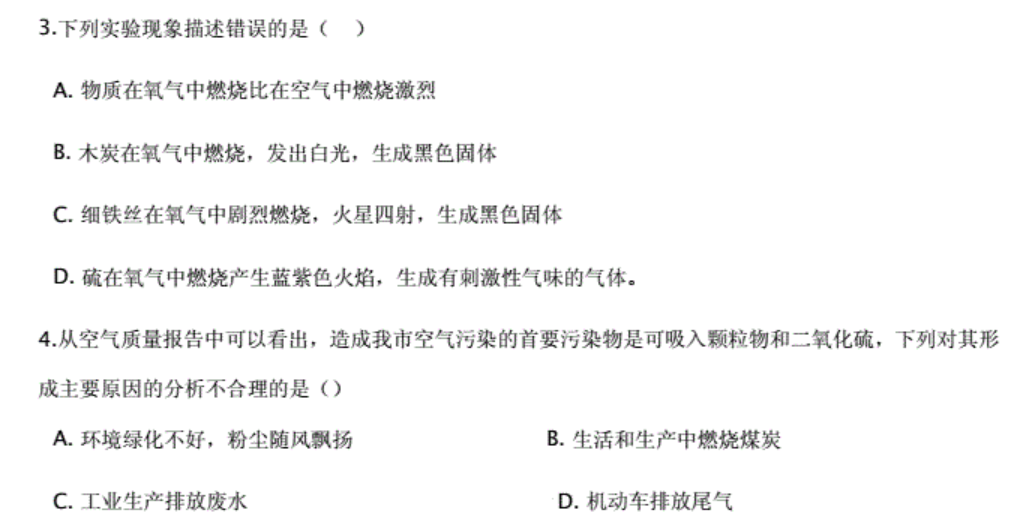 3.下列实验现象描述错误的是（　）
A. 物质在氧气中燃烧比在空气中燃烧激烈
B. 木炭在氧气中燃烧，发出白光，生成黑色固体
C. 细铁丝在氧气中剧烈燃烧，火星四射，生成黑色固体
D. 硫在氧气中燃烧产生蓝紫色火焰，生成有刺激性气味的气体。
4.从空气质量报告中可以看出，造成我市空气污染的首要污染物是可吸入颗粒物和二氧化硫，下列对其形
成主要原因的分析不合理的是（）
A. 环境绿化不好，粉尘随风飘扬 B. 生活和生产中燃烧煤炭
C. 工业生产排放废水 D. 机动车排放尾气